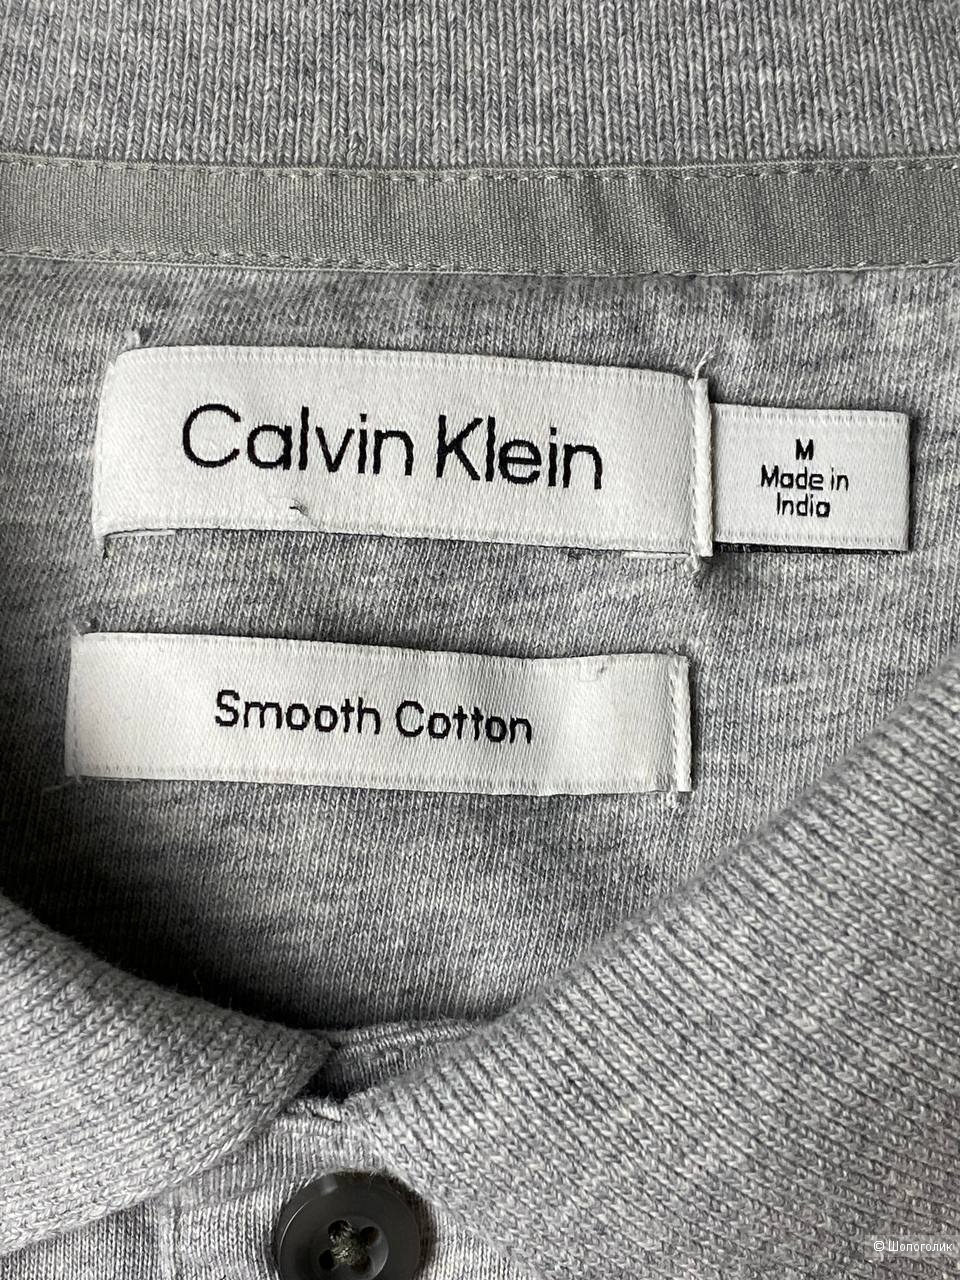 Calvin Klein
M
Made in
India
Smooth Cotton
© Шопоголик